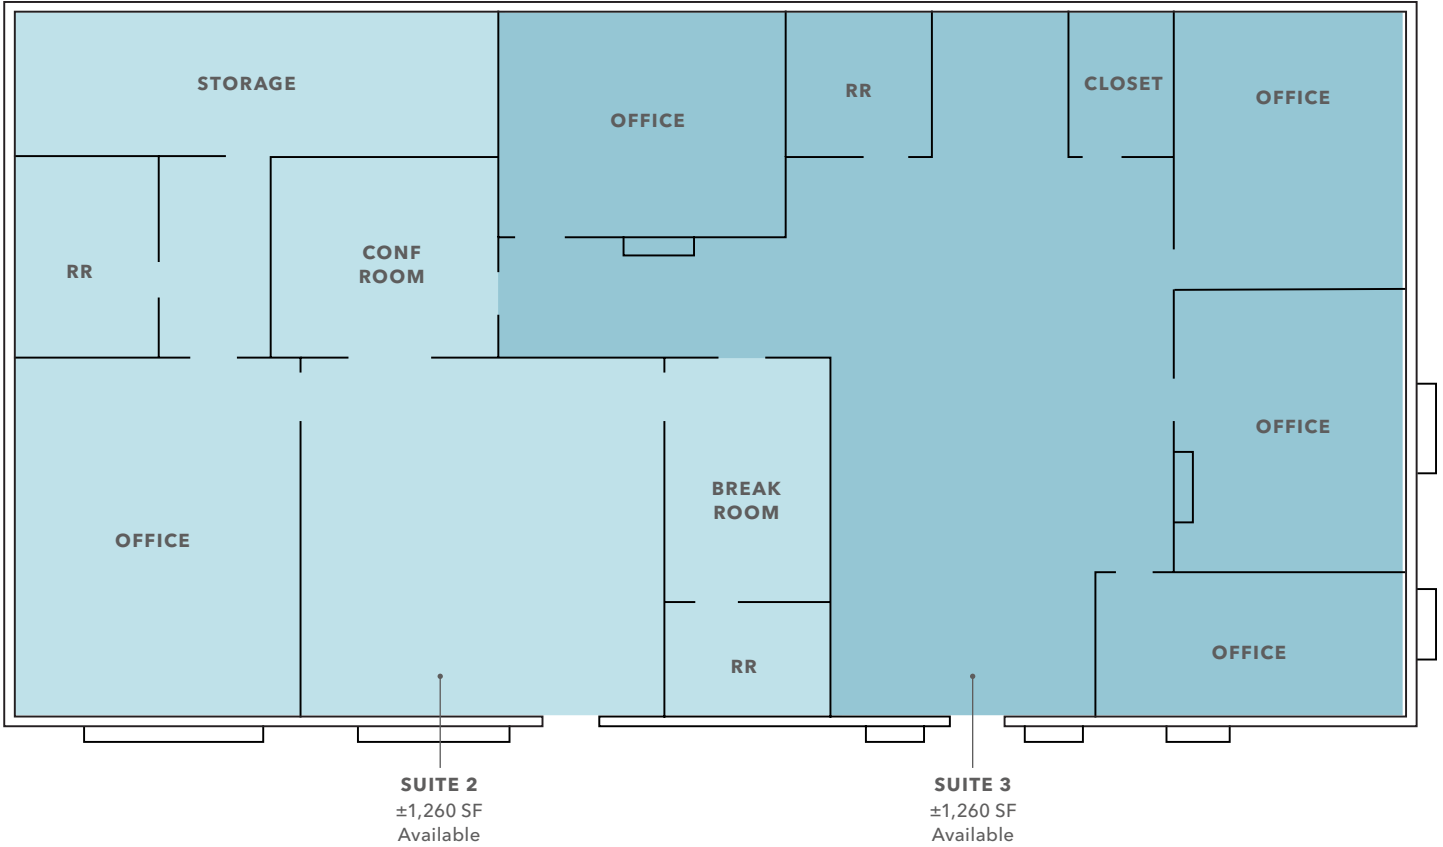 STORAGE
OFFICE
RR
CLOSET
OFFICE
RR
CONF
ROOM
OFFICE
BREAK
ROOM
OFFICE
RR
OFFICE
SUITE 2
±1,260 SF
Available
SUITE 3
±1,260 SF
Available